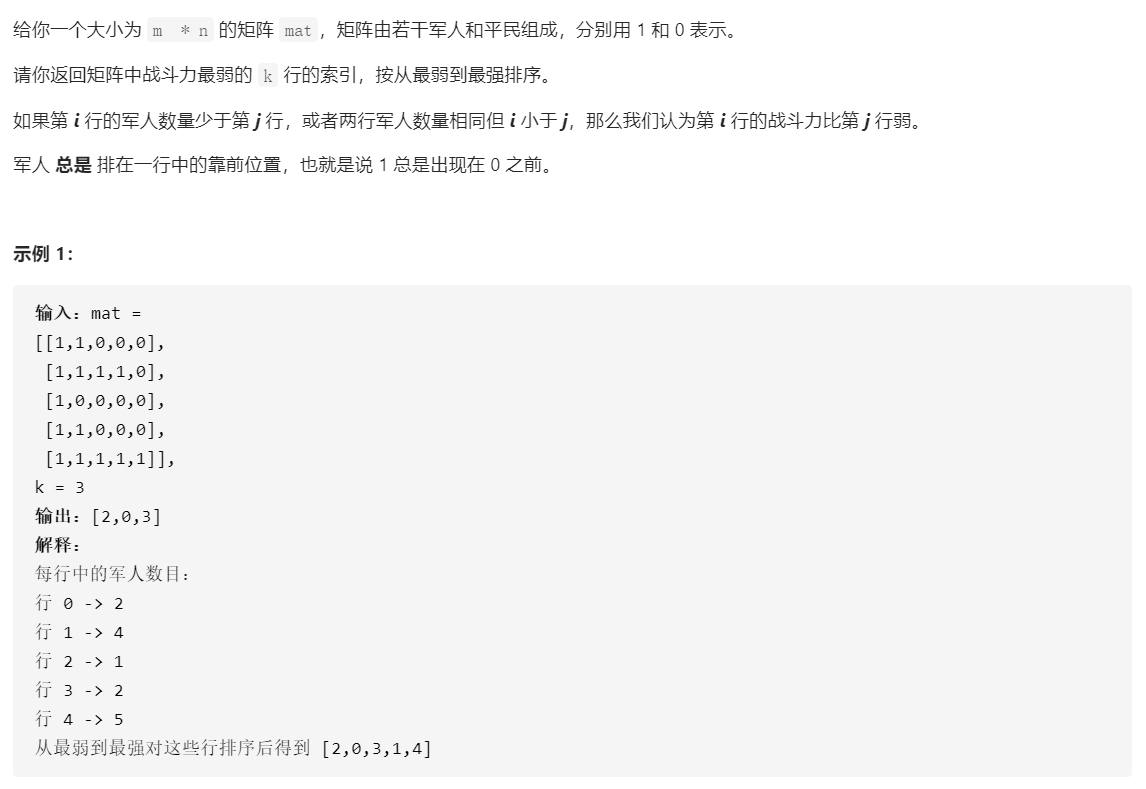 给你一个大小为 m * n 的矩阵 mat，矩阵由若干军人和平民组成，分别用 1 和 0 表示。
请你返回矩阵中战斗力最弱的 k 行的索引，按从最弱到最强排序。
如果第 i 行的军人数量少于第 j 行，或者两行军人数量相同但 i 小于 j，那么我们认为第 i 行的战斗力比第 j 行弱。
军人 总是 排在一行中的靠前位置，也就是说 1 总是出现在 0 之前。
示例 1：
输入：mat =
[[1,1,0,0,0],
[1,1,1,1,0],
[1,0,0,0,0],
[1,1,0,0,0],
[1,1,1,1,1]],
k = 3
输出：[2,0,3]
解释：
每行中的军人数目：
行 0 -> 2
行 1 -> 4
行 2 -> 1
行 3 -> 2
行 4 -> 5
从最弱到最强对这些行排序后得到 [2,0,3,1,4]